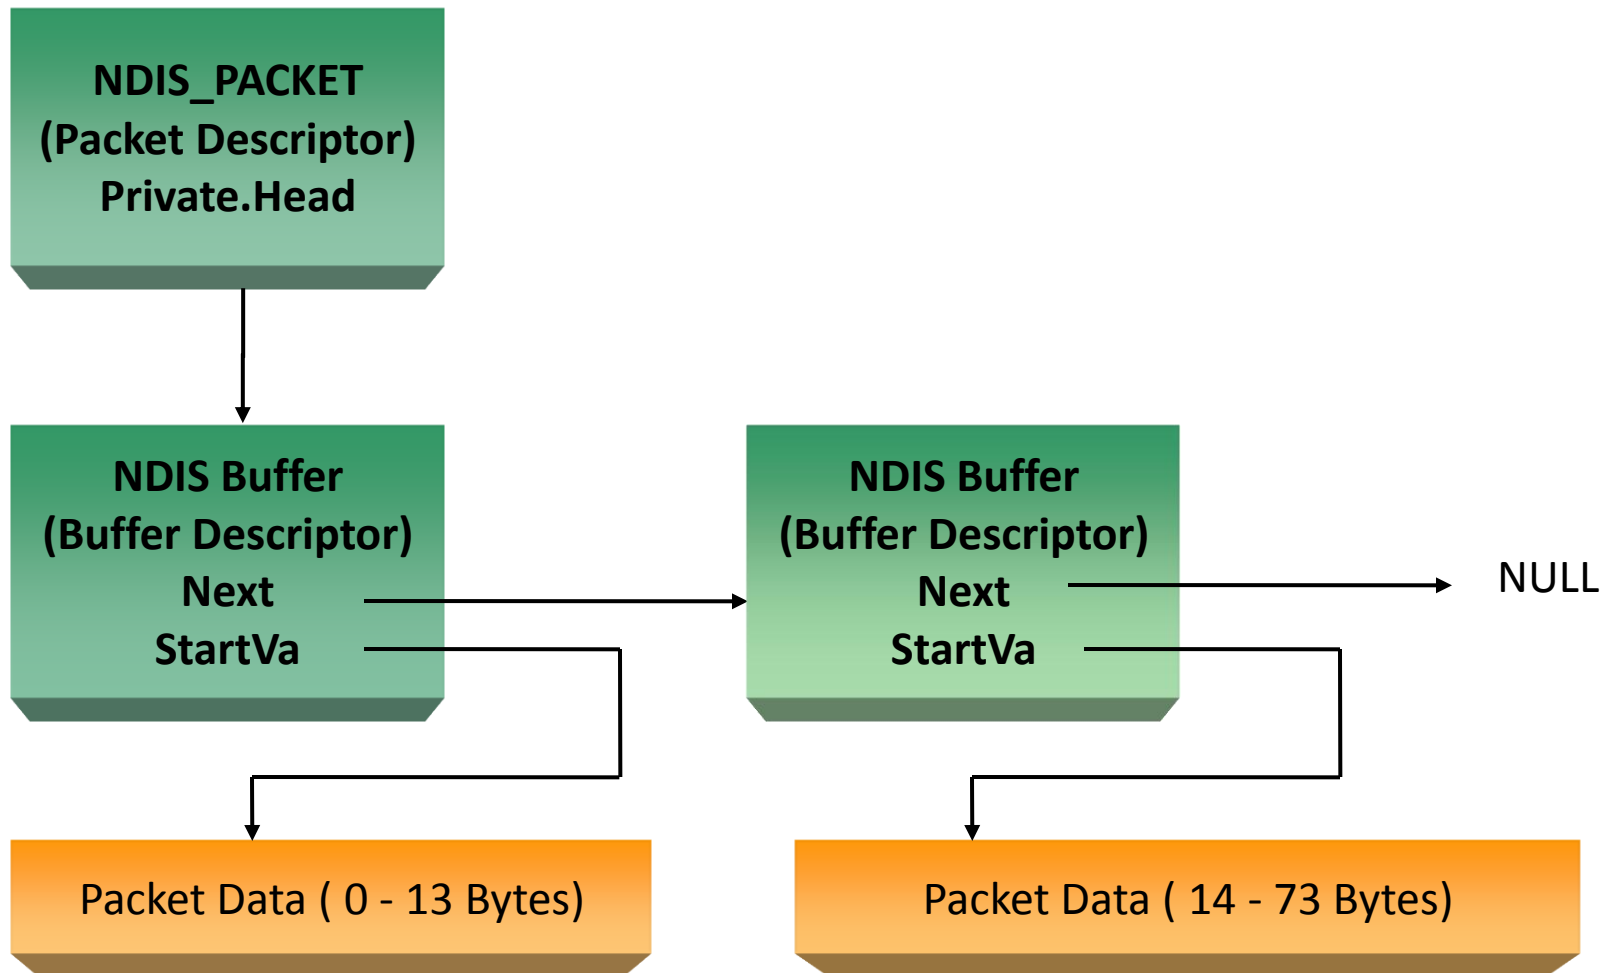 NDIS_PACKET
(Packet Descriptor)
Private.Head
NDIS Buffer
(Buffer Descriptor)
Next
StartVa
NDIS Buffer
(Buffer Descriptor)
Next
StartVa
NULL
Packet Data ( 0 - 13 Bytes)
Packet Data ( 14 - 73 Bytes)